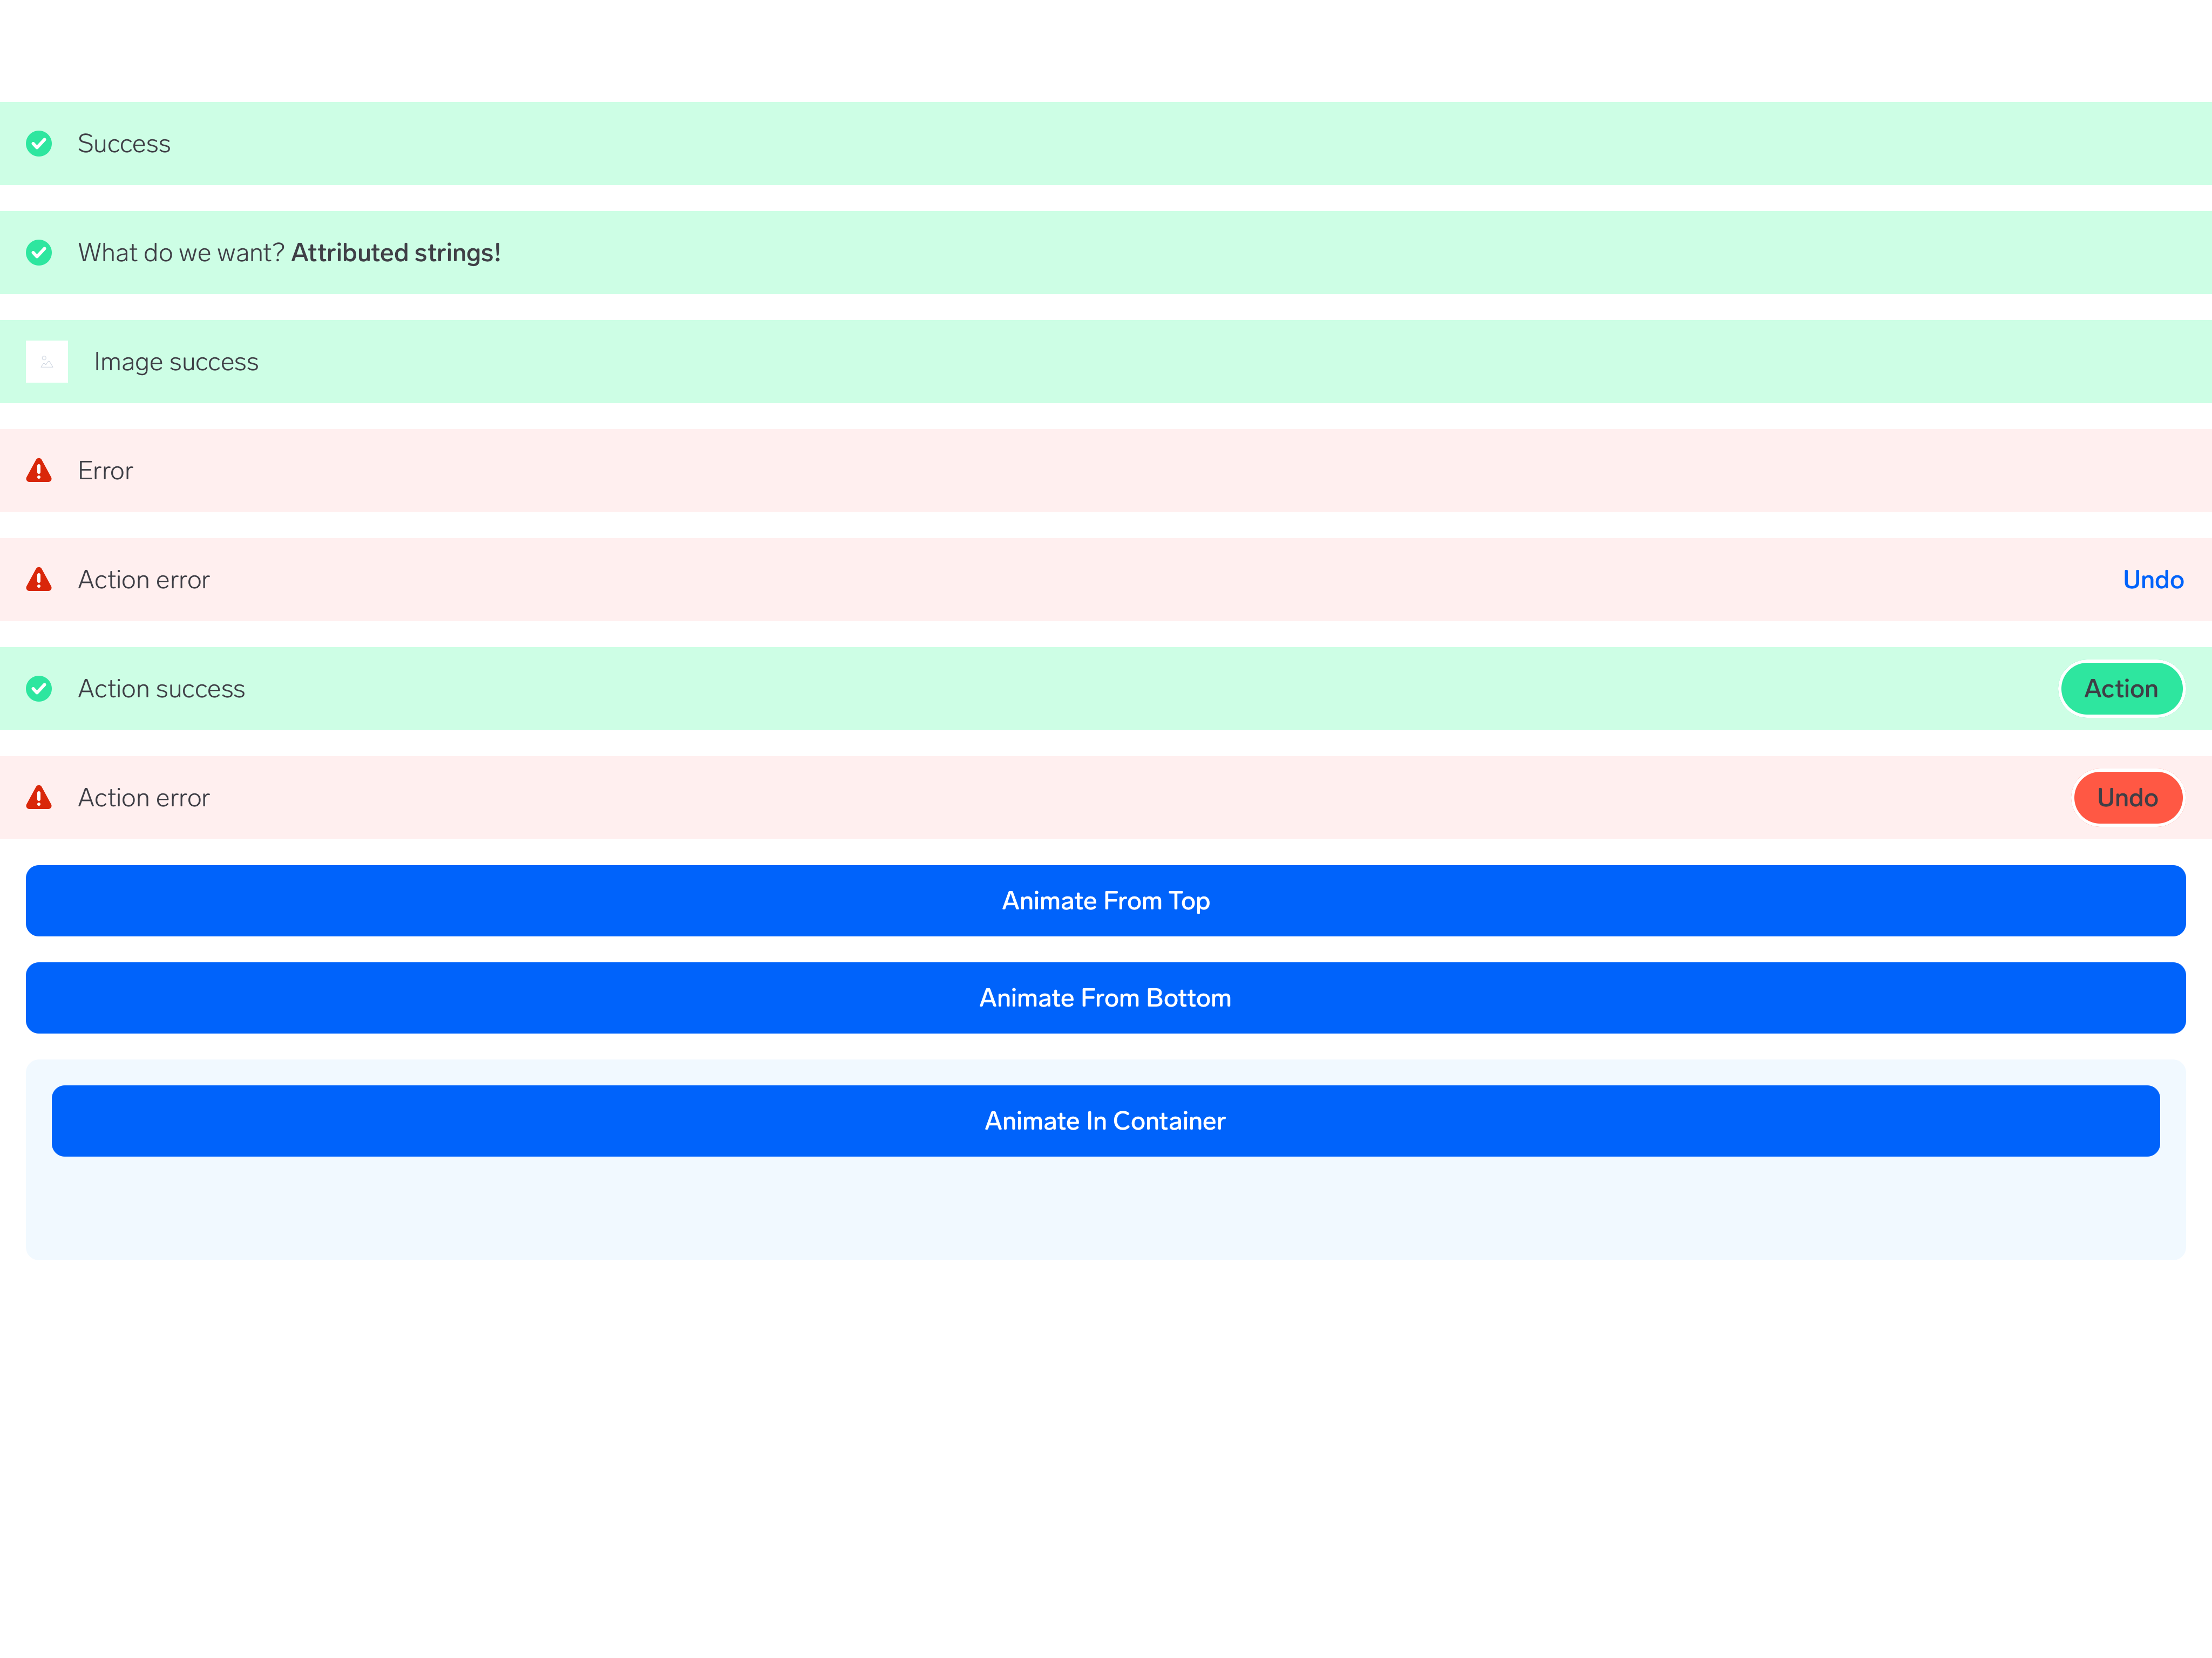 Success
What do we want? Attributed strings!
Image success
Error
Action error Undo
Action success Action
Action error Undo
Animate From Top
Animate From Bottom
Animate In Container